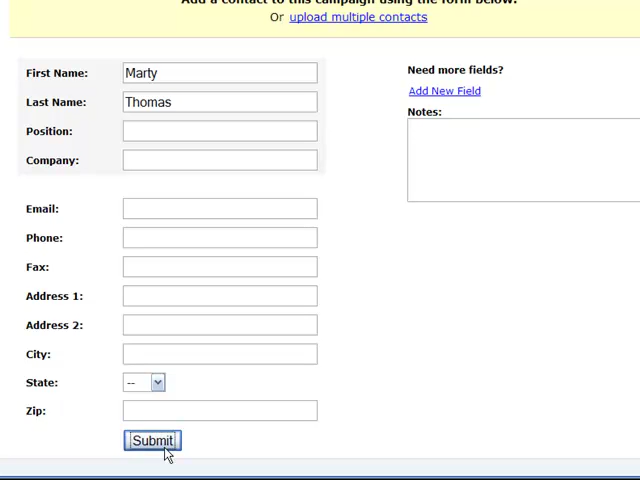 Add a contact to this campaign using the form below.
Or upload multiple contacts
First Name: Marty
Last Name: Thomas
Position:
Company:
Need more fields?
Add New Field
Notes:
Email:
Phone:
Fax:
Address 1:
Address 2:
City:
State: --
Zip:
Submit